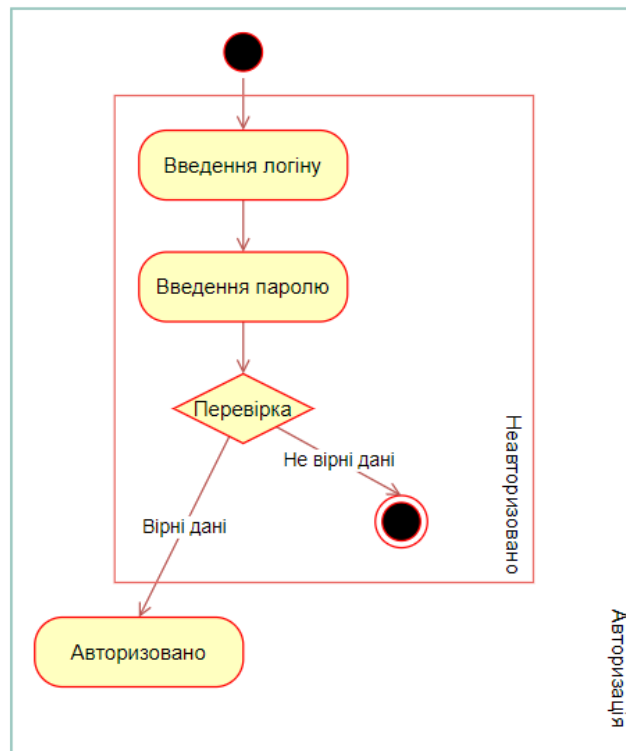 Введення логіну
Введення паролю
Перевірка
Не вірні дані
Вірні дані
Неавторизовано
Авторизовано
Авторизація